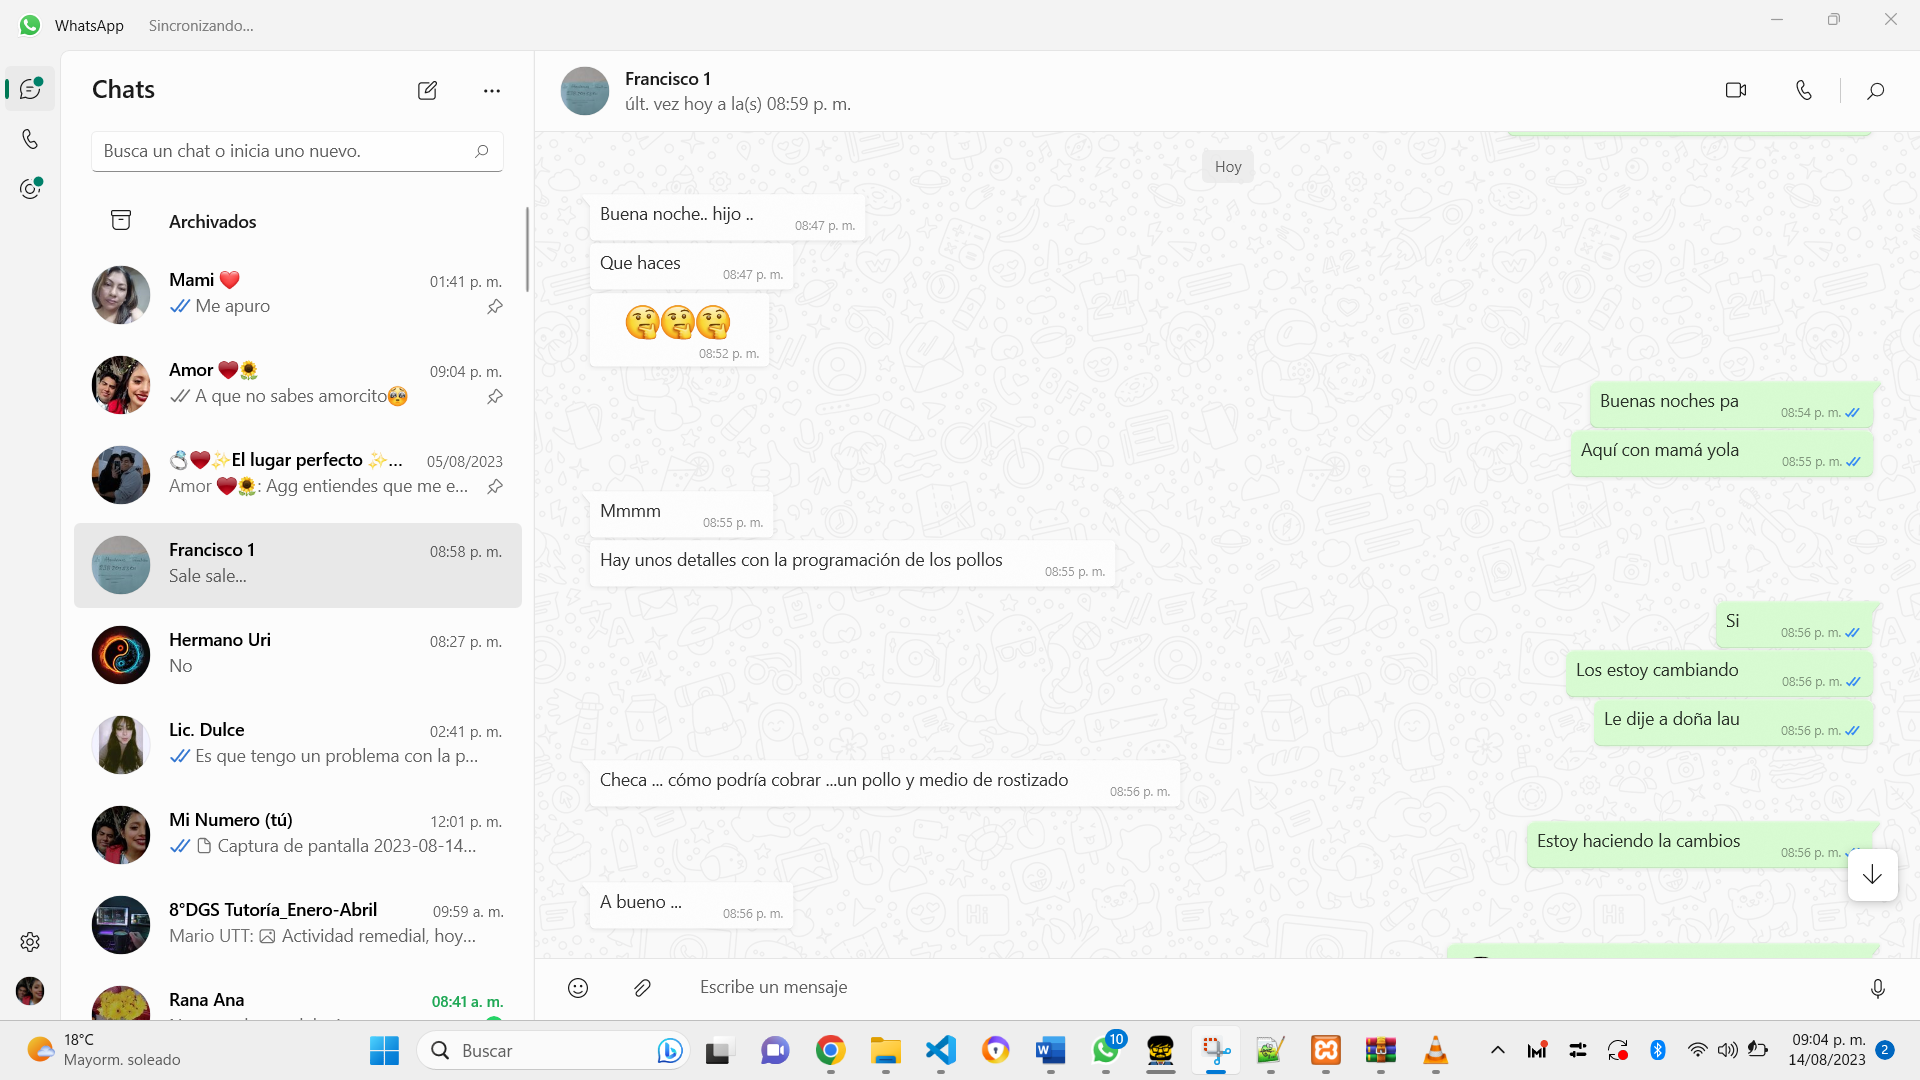 WhatsApp Sincronizando...
Chats
Busca un chat o inicia uno nuevo.
Archivados
Mami ❤️ 01:41 p. m.
Me apuro
Amor ❤️🌻 09:04 p. m.
A que no sabes amorcito🥹
💍❤️✨El lugar perfecto ✨... 05/08/2023
Amor ❤️🌻: Agg entiendes que me e...
Francisco 1 08:58 p. m.
Sale sale...
Hermano Uri 08:27 p. m.
No
Lic. Dulce 02:41 p. m.
Es que tengo un problema con la p...
Mi Numero (tú) 12:01 p. m.
Captura de pantalla 2023-08-14...
8°DGS Tutoría_Enero-Abril 09:59 a. m.
Mario UTT: Actividad remedial, hoy...
Rana Ana 08:41 a. m.
Francisco 1
últ. vez hoy a la(s) 08:59 p. m.
Hoy
Buena noche.. hijo .. 08:47 p. m.
Que haces 08:47 p. m.
🤔🤔🤔 08:52 p. m.
Buenas noches pa 08:54 p. m.
Aquí con mamá yola 08:55 p. m.
Mmmm 08:55 p. m.
Hay unos detalles con la programación de los pollos 08:55 p. m.
Si 08:56 p. m.
Los estoy cambiando 08:56 p. m.
Le dije a doña lau 08:56 p. m.
Checa ... cómo podría cobrar ...un pollo y medio de rostizado 08:56 p. m.
Estoy haciendo la cambios 08:56 p. m.
A bueno ... 08:56 p. m.
Escribe un mensaje
18°C
Mayorm. soleado
Buscar
10
09:04 p. m.
14/08/2023
2